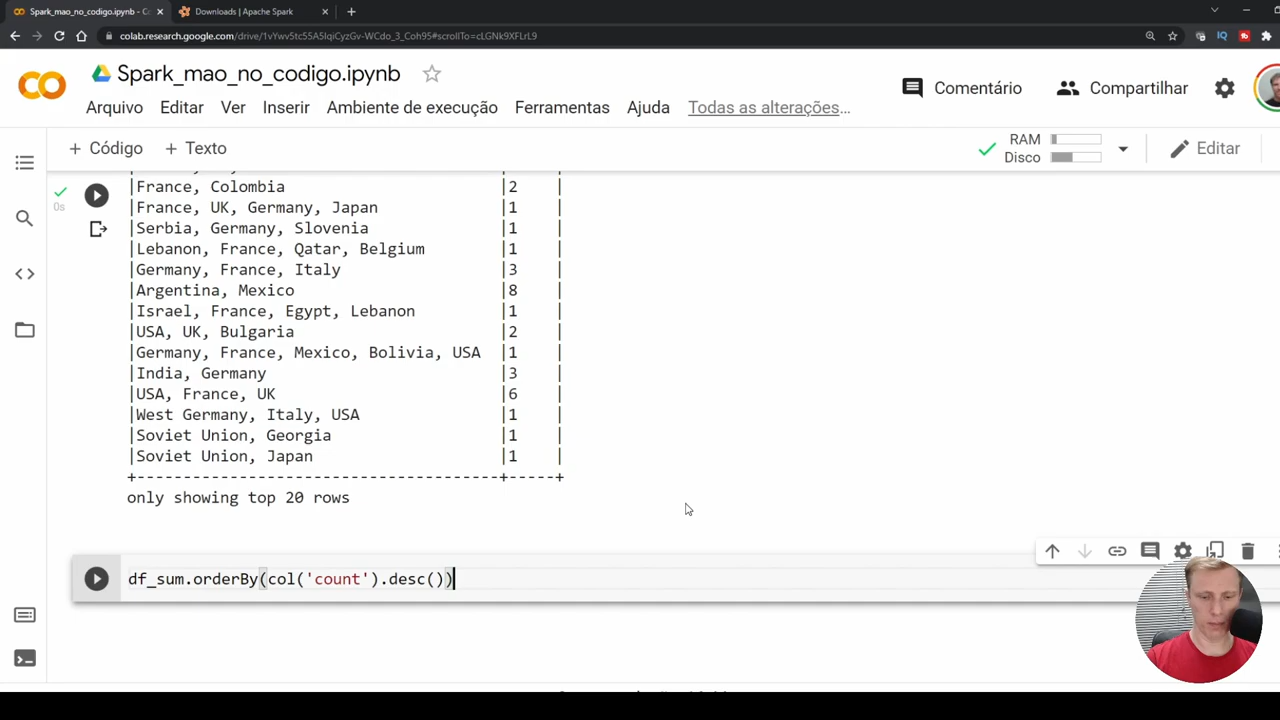 Spark_mao_no_codigo.ipynb - Co
Downloads | Apache Spark
colab.research.google.com/drive/1vYwv5tc55A5IqiCyzGv-WCdo_3_Coh95#scrollTo=cLGNk9XFLrL9
Spark_mao_no_codigo.ipynb
Comentário
Compartilhar
Arquivo Editar Ver Inserir Ambiente de execução Ferramentas Ajuda Todas as alterações…
+ Código + Texto
RAM
Disco
Editar
0s
|France, Colombia |2 |
|France, UK, Germany, Japan |1 |
|Serbia, Germany, Slovenia |1 |
|Lebanon, France, Qatar, Belgium |1 |
|Germany, France, Italy |3 |
|Argentina, Mexico |8 |
|Israel, France, Egypt, Lebanon |1 |
|USA, UK, Bulgaria |2 |
|Germany, France, Mexico, Bolivia, USA |1 |
|India, Germany |3 |
|USA, France, UK |6 |
|West Germany, Italy, USA |1 |
|Soviet Union, Georgia |1 |
|Soviet Union, Japan |1 |
+---------------------------------------+-----+
only showing top 20 rows
df_sum.orderBy(col('count').desc())